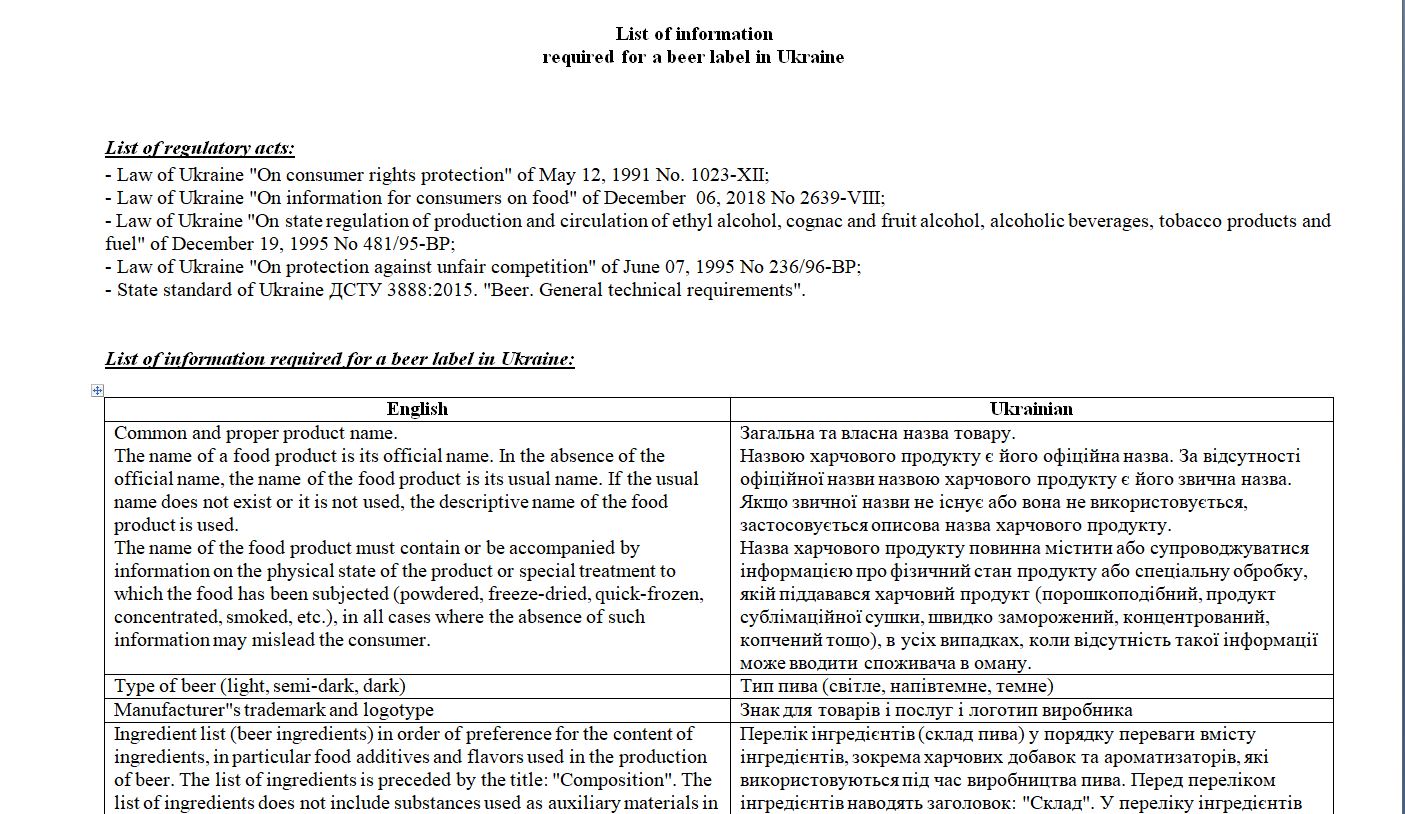 List of information
required for a beer label in Ukraine
List of regulatory acts:
- Law of Ukraine "On consumer rights protection" of May 12, 1991 No. 1023-XII;
- Law of Ukraine "On information for consumers on food" of December 06, 2018 No 2639-VIII;
- Law of Ukraine "On state regulation of production and circulation of ethyl alcohol, cognac and fruit alcohol, alcoholic beverages, tobacco products and
fuel" of December 19, 1995 No 481/95-ВР;
- Law of Ukraine "On protection against unfair competition" of June 07, 1995 No 236/96-ВР;
- State standard of Ukraine ДСТУ 3888:2015. "Beer. General technical requirements".
List of information required for a beer label in Ukraine:
English
Ukrainian
Common and proper product name.
The name of a food product is its official name. In the absence of the
official name, the name of the food product is its usual name. If the usual
name does not exist or it is not used, the descriptive name of the food
product is used.
The name of the food product must contain or be accompanied by
information on the physical state of the product or special treatment to
which the food has been subjected (powdered, freeze-dried, quick-frozen,
concentrated, smoked, etc.), in all cases where the absence of such
information may mislead the consumer.
Загальна та власна назва товару.
Назвою харчового продукту є його офіційна назва. За відсутності
офіційної назви назвою харчового продукту є його звична назва.
Якщо звичної назви не існує або вона не використовується,
застосовується описова назва харчового продукту.
Назва харчового продукту повинна містити або супроводжуватися
інформацією про фізичний стан продукту або спеціальну обробку,
якій піддавався харчовий продукт (порошкоподібний, продукт
сублімаційної сушки, швидко заморожений, концентрований,
копчений тощо), в усіх випадках, коли відсутність такої інформації
може вводити споживача в оману.
Type of beer (light, semi-dark, dark)
Тип пива (світле, напівтемне, темне)
Manufacturer"s trademark and logotype
Знак для товарів і послуг і логотип виробника
Ingredient list (beer ingredients) in order of preference for the content of
ingredients, in particular food additives and flavors used in the production
of beer. The list of ingredients is preceded by the title: "Composition". The
list of ingredients does not include substances used as auxiliary materials in
Перелік інгредієнтів (склад пива) у порядку переваги вмісту
інгредієнтів, зокрема харчових добавок та ароматизаторів, які
використовуються під час виробництва пива. Перед переліком
інгредієнтів наводять заголовок: "Склад". У переліку інгредієнтів